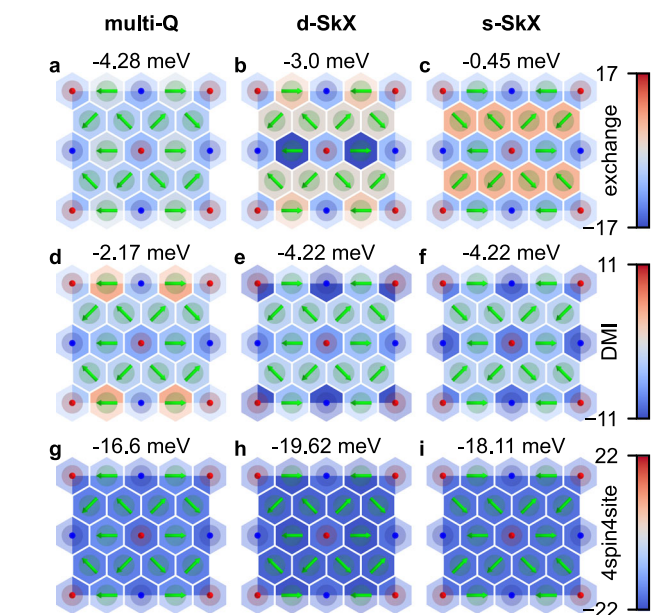 multi-Q d-SkX s-SkX
a -4.28 meV b -3.0 meV c -0.45 meV
17
exchange
−17
d -2.17 meV e -4.22 meV f -4.22 meV
11
DMI
−11
g -16.6 meV h -19.62 meV i -18.11 meV
22
4spin4site
−22